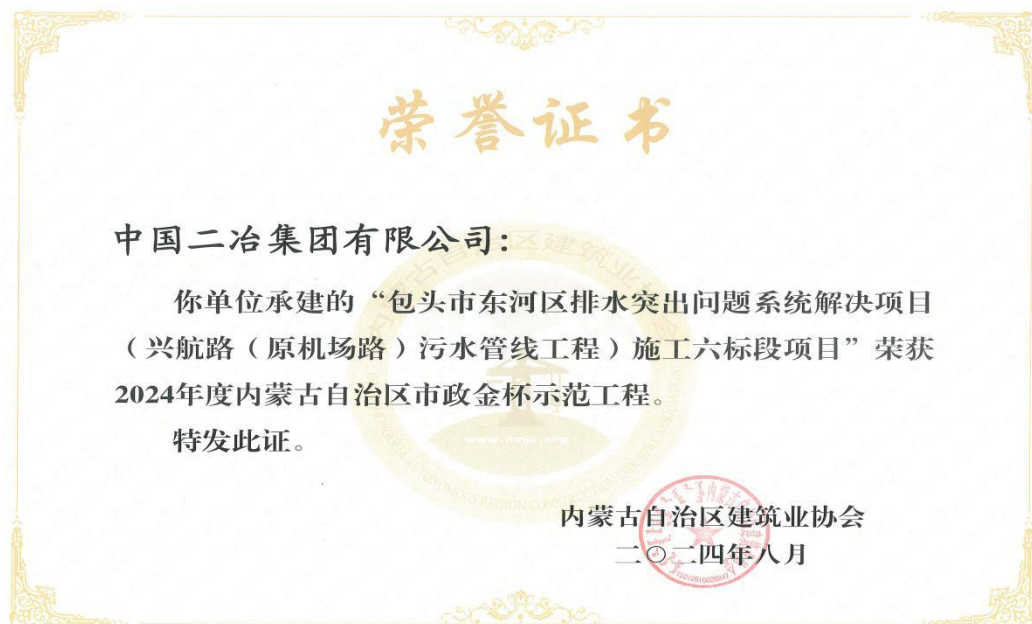 荣誉证书
中国二冶集团有限公司:
你单位承建的“包头市东河区排水突出问题系统解决项目
（兴航路（原机场路）污水管线工程）施工六标段项目”荣获
2024年度内蒙古自治区市政金杯示范工程。
特发此证。
www.nmjs.org
内蒙古自治区建筑业协会
二〇二四年八月